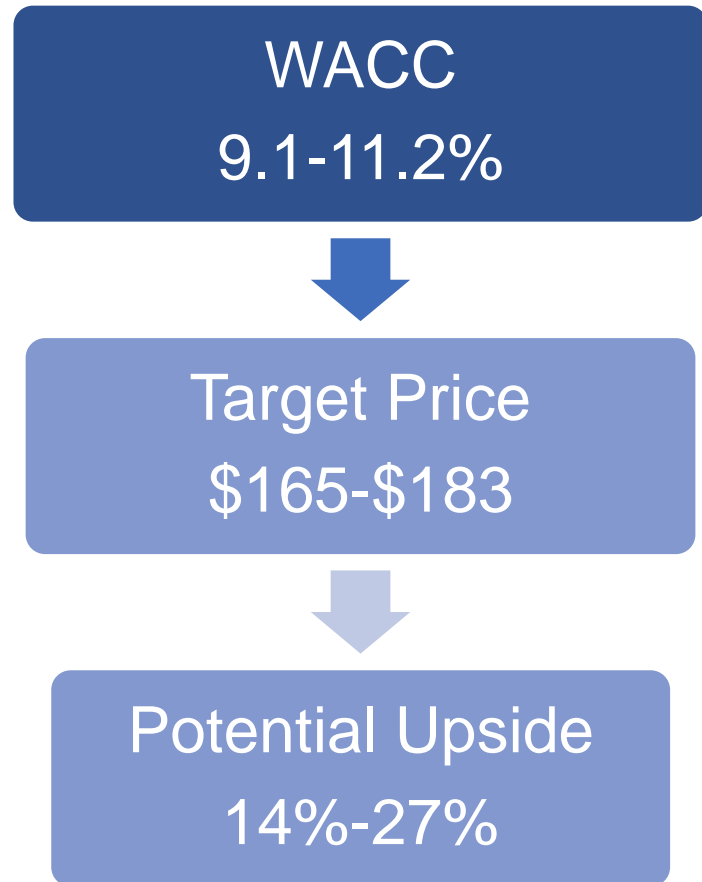 WACC
9.1-11.2%
Target Price
$165-$183
Potential Upside
14%-27%